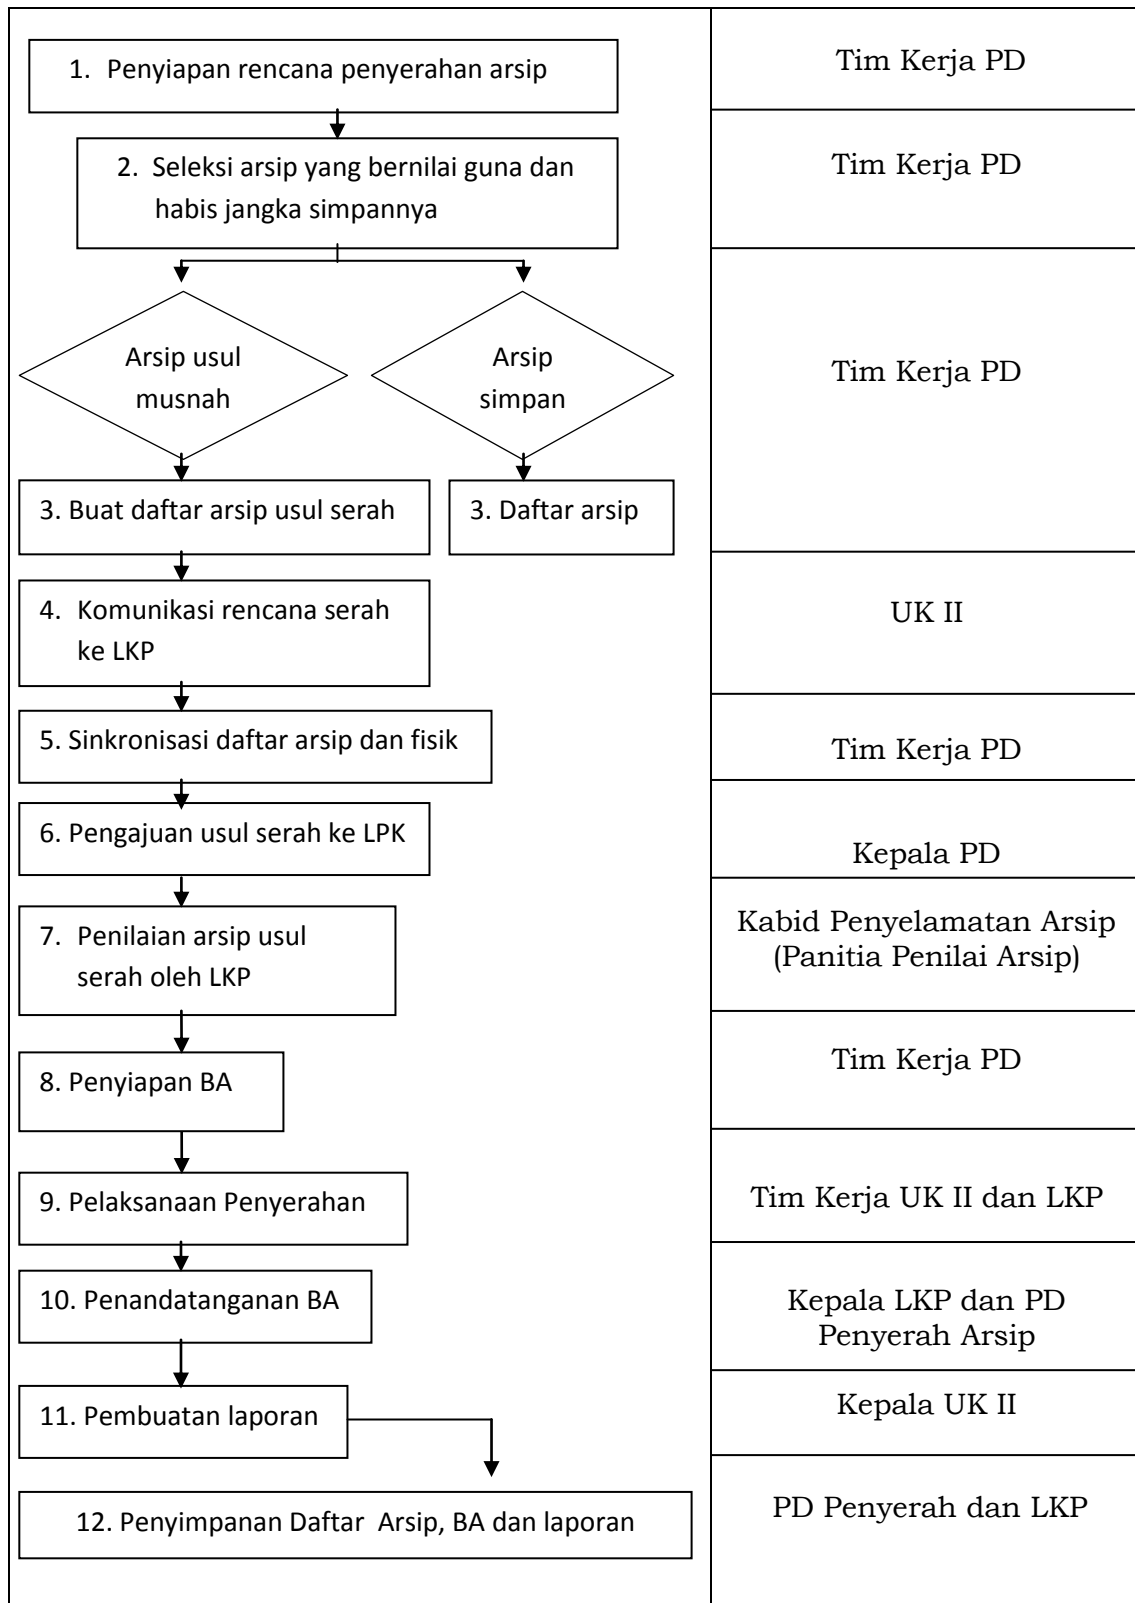 1. Penyiapan rencana penyerahan arsip
Tim Kerja PD
2. Seleksi arsip yang bernilai guna dan
habis jangka simpannya
Tim Kerja PD
Arsip usul
musnah
Arsip
simpan
Tim Kerja PD
3. Buat daftar arsip usul serah
3. Daftar arsip
4. Komunikasi rencana serah
ke LKP
UK II
5. Sinkronisasi daftar arsip dan fisik
Tim Kerja PD
6. Pengajuan usul serah ke LPK
Kepala PD
7. Penilaian arsip usul
serah oleh LKP
Kabid Penyelamatan Arsip
(Panitia Penilai Arsip)
8. Penyiapan BA
Tim Kerja PD
9. Pelaksanaan Penyerahan
Tim Kerja UK II dan LKP
10. Penandatanganan BA
Kepala LKP dan PD
Penyerah Arsip
11. Pembuatan laporan
Kepala UK II
12. Penyimpanan Daftar Arsip, BA dan laporan
PD Penyerah dan LKP